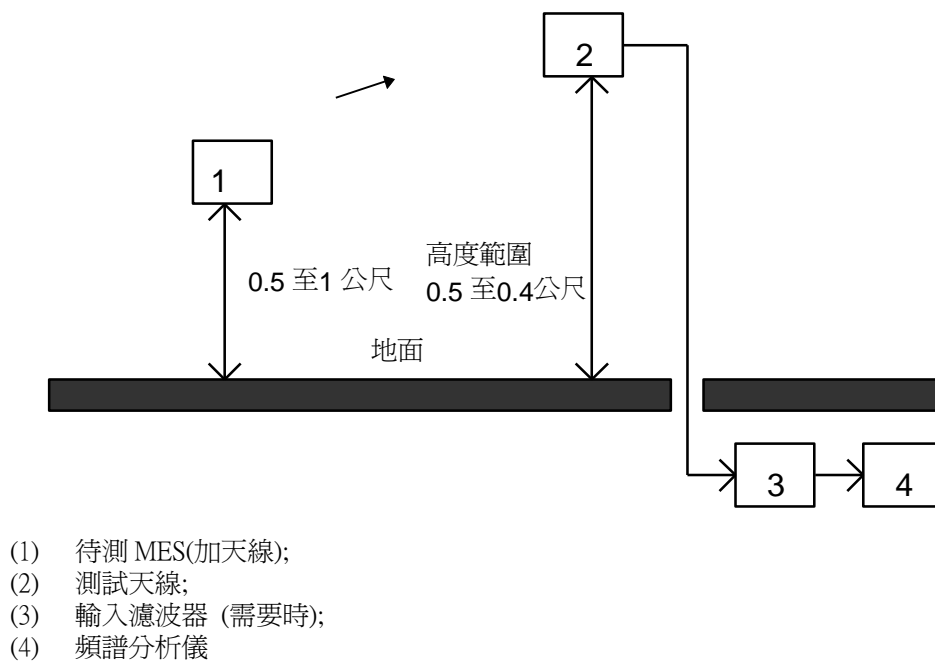 2
1
高度範圍
0.5 至1 公尺
0.5 至0.4公尺
地面
3
4
(1) 待測 MES(加天線);
(2) 測試天線;
(3) 輸入濾波器 (需要時);
(4) 頻譜分析儀